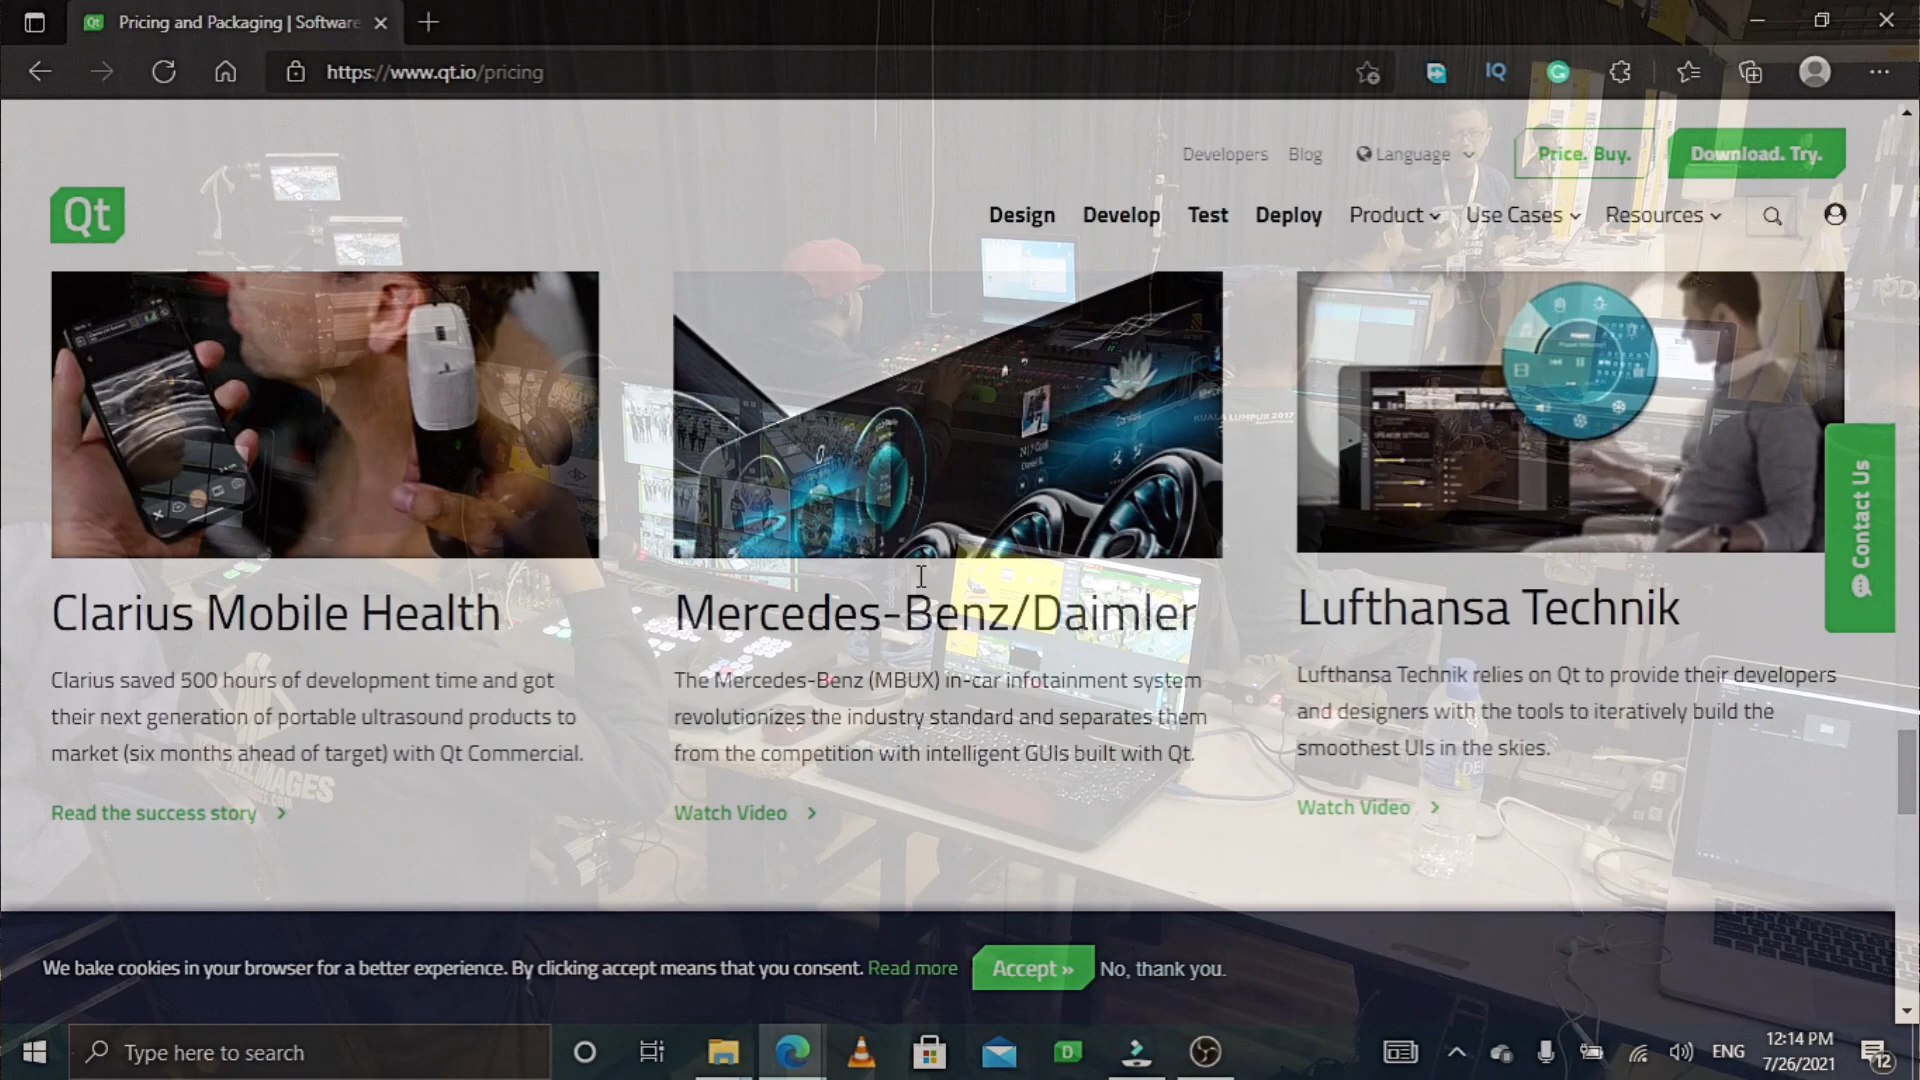 Pricing and Packaging | Software
https://www.qt.io/pricing
IQ
Developers Blog Language Price. Buy. Download. Try.
Qt
Design Develop Test Deploy Product Use Cases Resources
KUALA LUMPUR 2017
Contact Us
Clarius Mobile Health
Clarius saved 500 hours of development time and got
their next generation of portable ultrasound products to
market (six months ahead of target) with Qt Commercial.
Read the success story
Mercedes-Benz/Daimler
The Mercedes-Benz (MBUX) in-car infotainment system
revolutionizes the industry standard and separates them
from the competition with intelligent GUIs built with Qt.
Watch Video
Lufthansa Technik
Lufthansa Technik relies on Qt to provide their developers
and designers with the tools to iteratively build the
smoothest UIs in the skies.
Watch Video
We bake cookies in your browser for a better experience. By clicking accept means that you consent. Read more Accept » No, thank you.
Type here to search
ENG
12:14 PM
7/26/2021
12